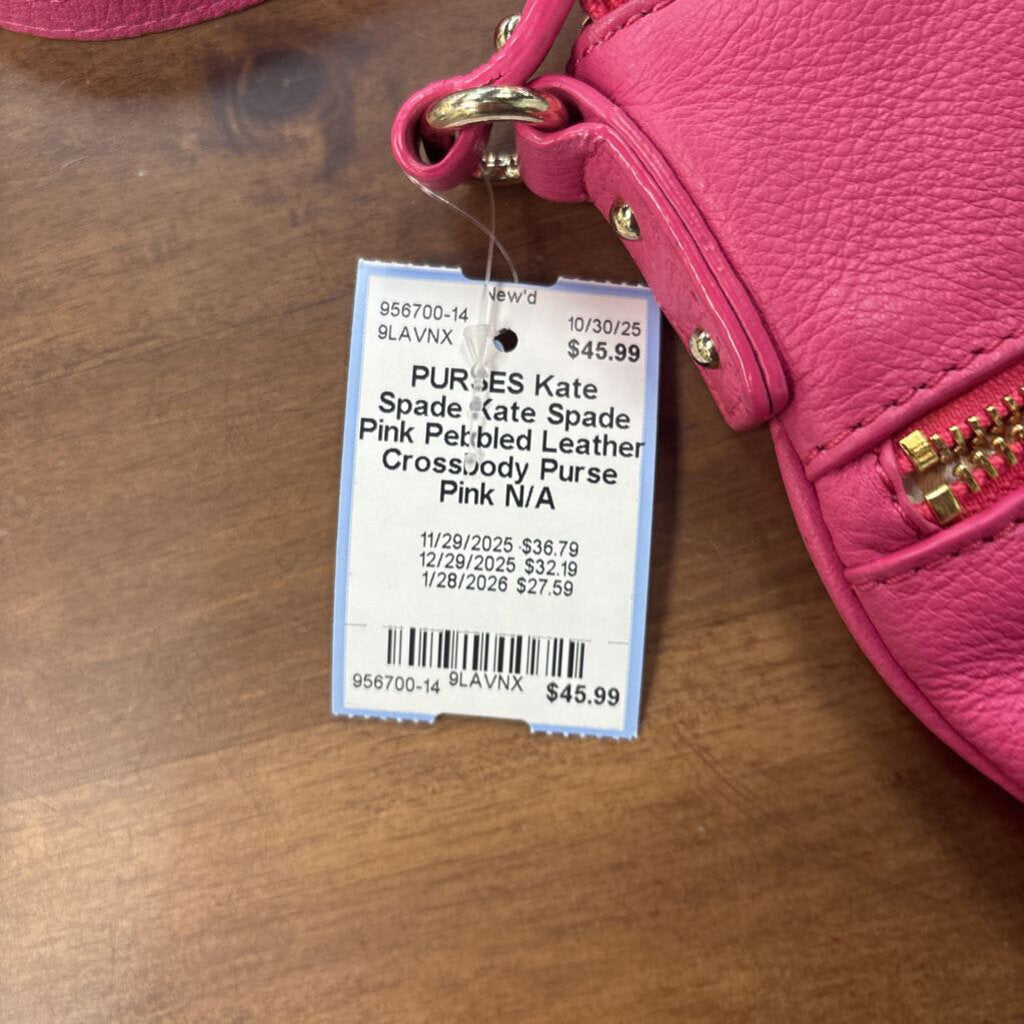 New'd
956700-14
10/30/25
9LAVNX
$45.99
PURSES Kate
Spade Kate Spade
Pink Pebbled Leather
Crossbody Purse
Pink N/A
11/29/2025 $36.79
12/29/2025 $32.19
1/28/2026 $27.59
956700-14 9LAVNX $45.99